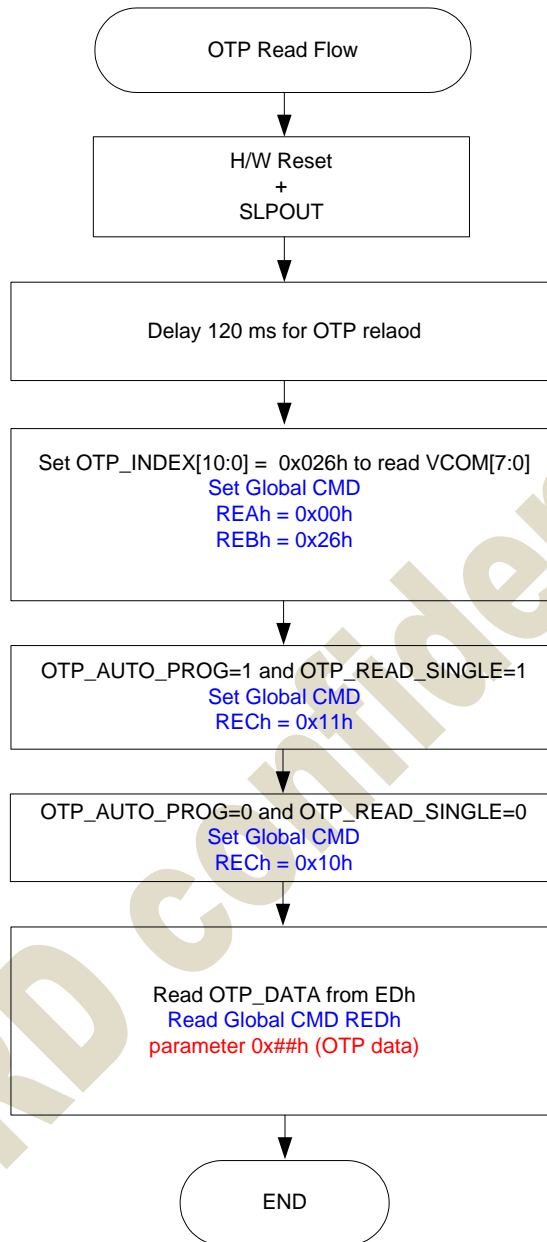 OTP Read Flow
H/W Reset
+
SLPOUT
Delay 120 ms for OTP relaod
Set OTP_INDEX[10:0] =  0x026h to read VCOM[7:0]
Set Global CMD
REAh = 0x00h
REBh = 0x26h
OTP_AUTO_PROG=1 and OTP_READ_SINGLE=1
Set Global CMD
RECh = 0x11h
OTP_AUTO_PROG=0 and OTP_READ_SINGLE=0
Set Global CMD
RECh = 0x10h
Read OTP_DATA from EDh
Read Global CMD REDh
parameter 0x##h (OTP data)
END